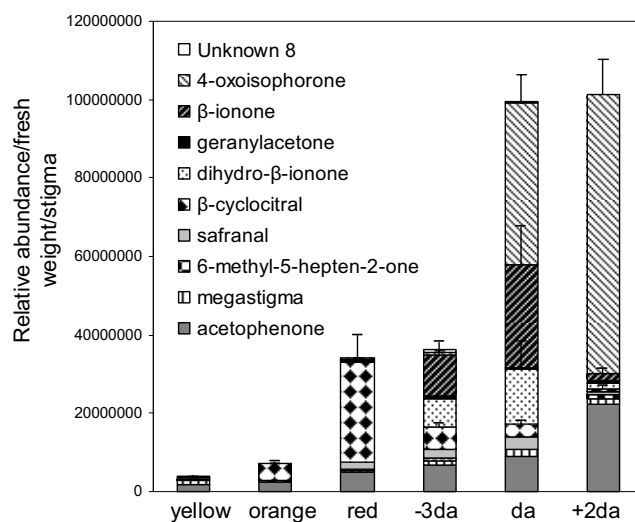 Relative abundance/fresh
weight/stigma
120000000
100000000
80000000
60000000
40000000
20000000
0
Unknown 8
4-oxoisophorone
β-ionone
geranylacetone
dihydro-β-ionone
β-cyclocitral
safranal
6-methyl-5-hepten-2-one
megastigma
acetophenone
yellow orange red -3da da +2da